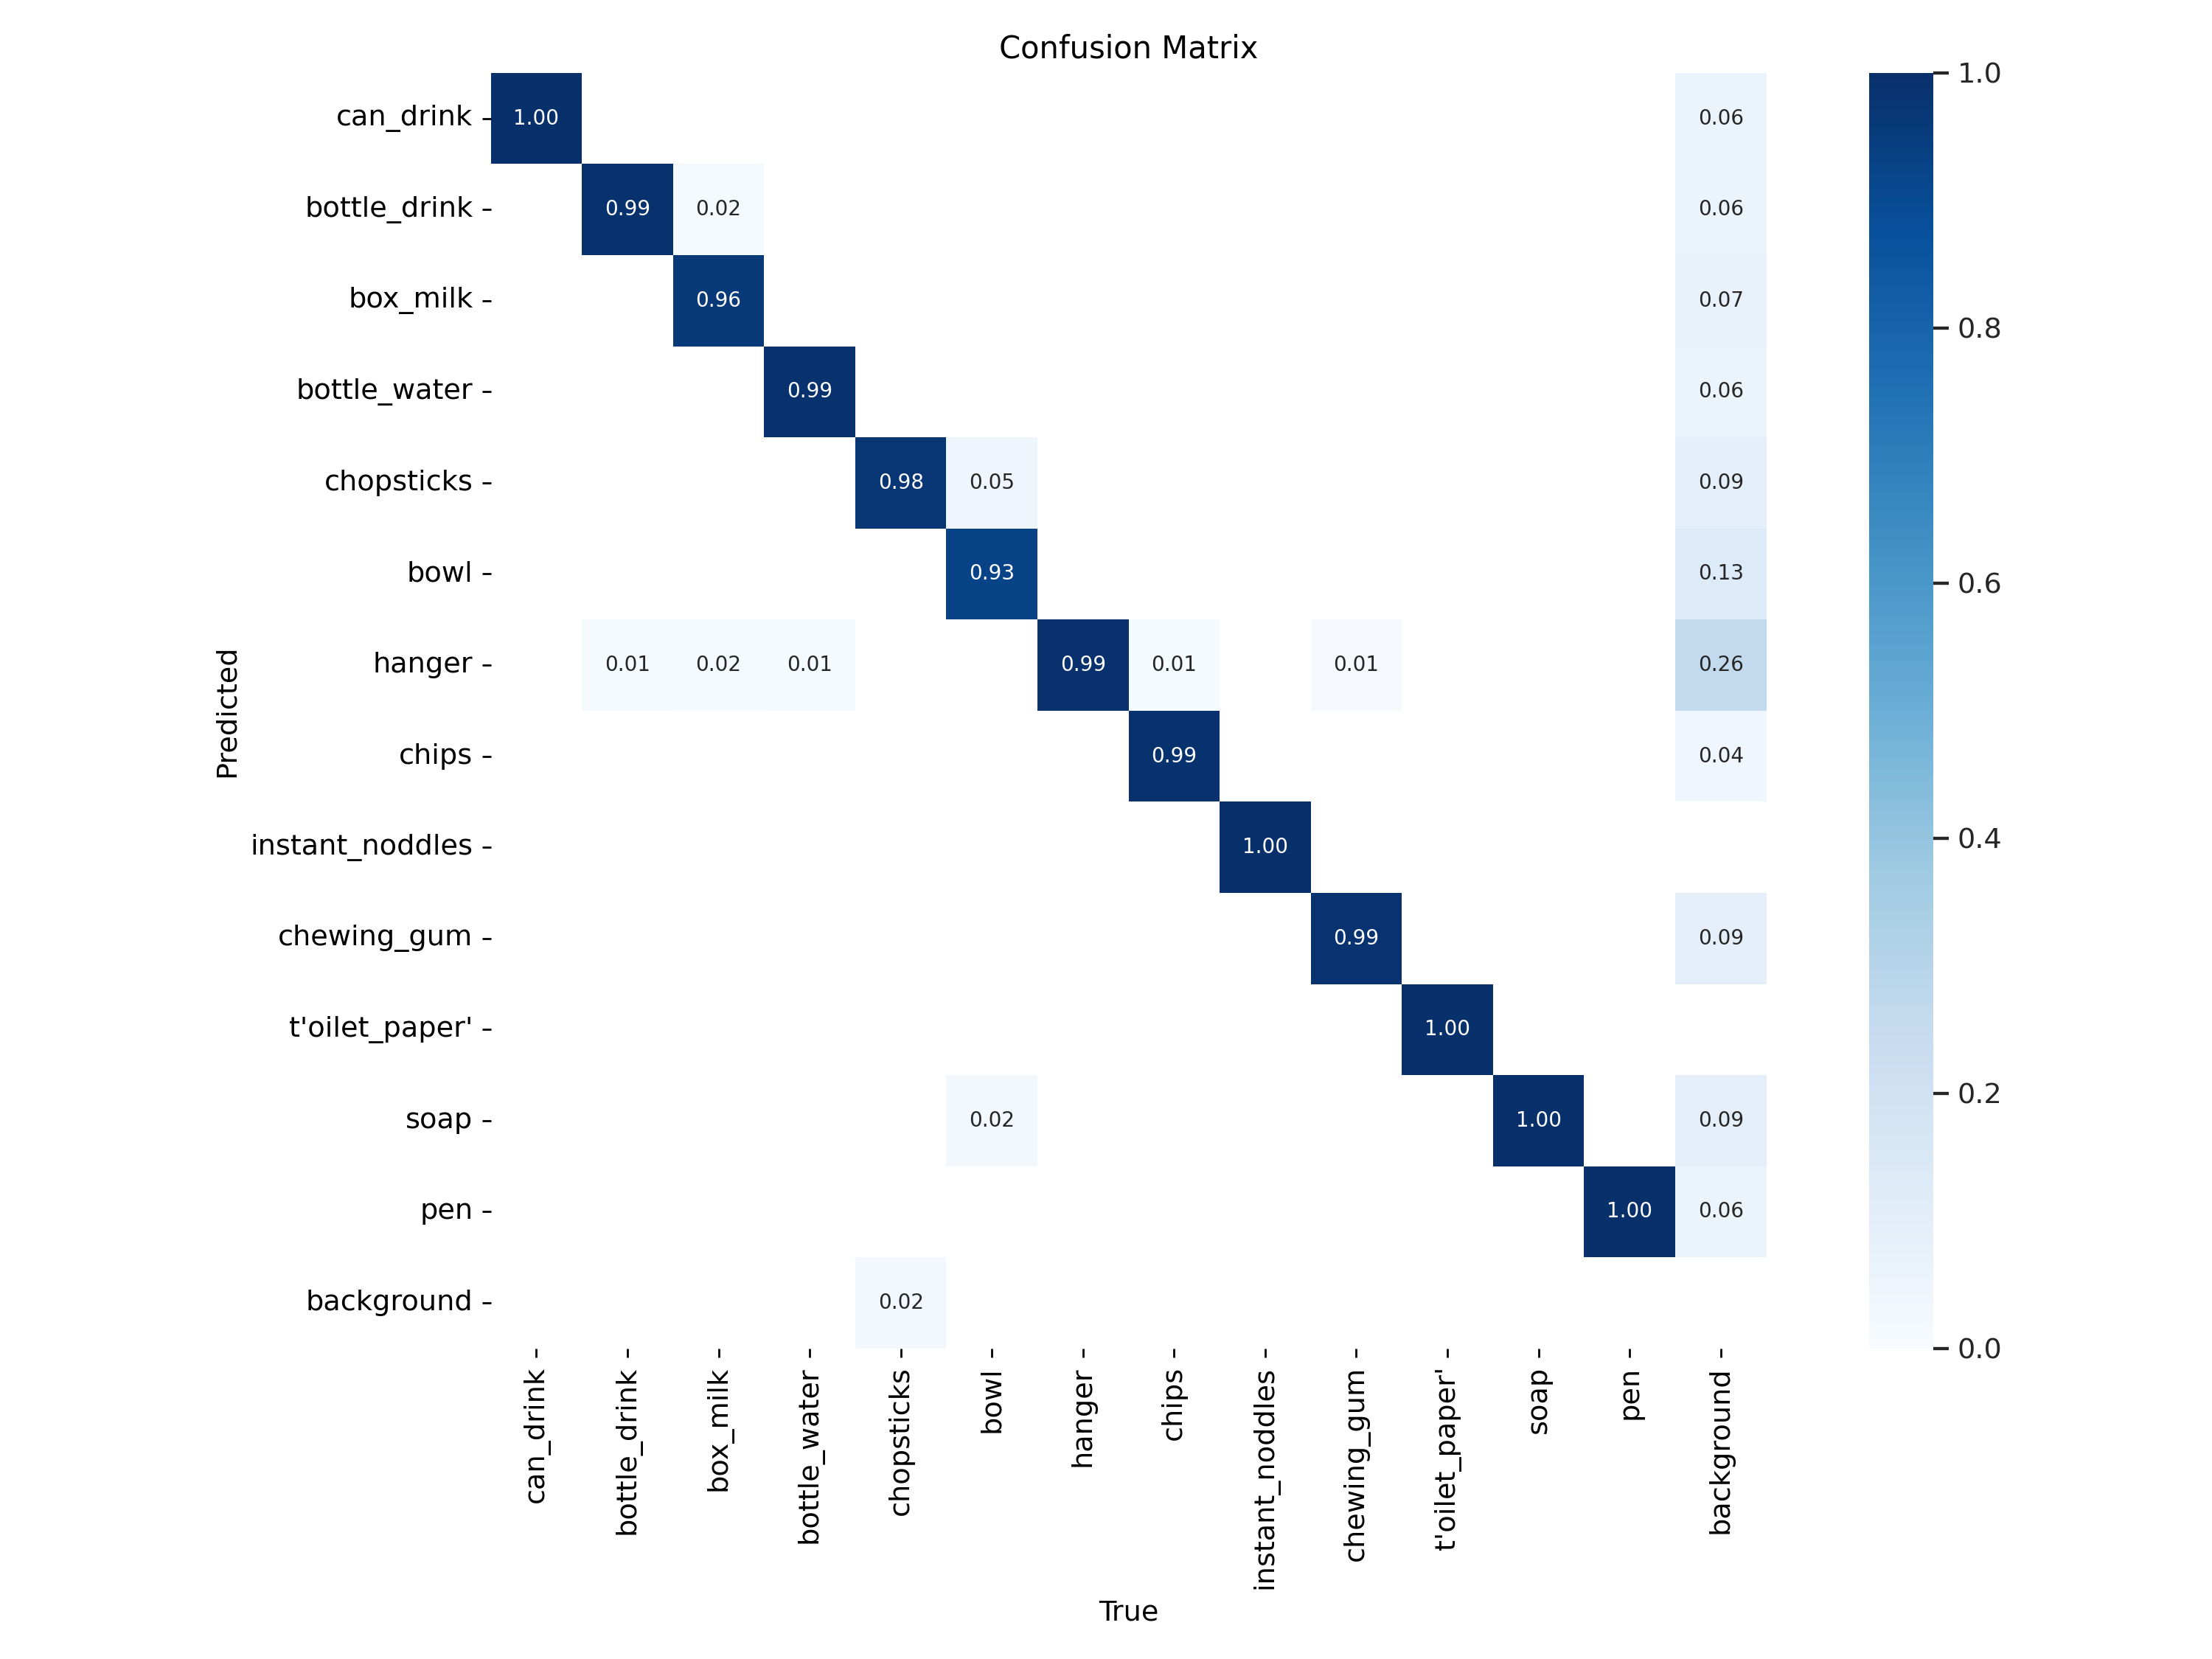 Confusion Matrix
can_drink 1.00 0.06
bottle_drink 0.99 0.02 0.06
box_milk 0.96 0.07
bottle_water 0.99 0.06
chopsticks 0.98 0.05 0.09
bowl 0.93 0.13
hanger 0.01 0.02 0.01 0.99 0.01 0.01 0.26
chips 0.99 0.04
instant_noddles 1.00
chewing_gum 0.99 0.09
t'oilet_paper' 1.00
soap 0.02 1.00 0.09
pen 1.00 0.06
background 0.02
Predicted
can_drink
bottle_drink
box_milk
bottle_water
chopsticks
bowl
hanger
chips
instant_noddles
chewing_gum
t'oilet_paper'
soap
pen
background
True
1.0
0.8
0.6
0.4
0.2
0.0